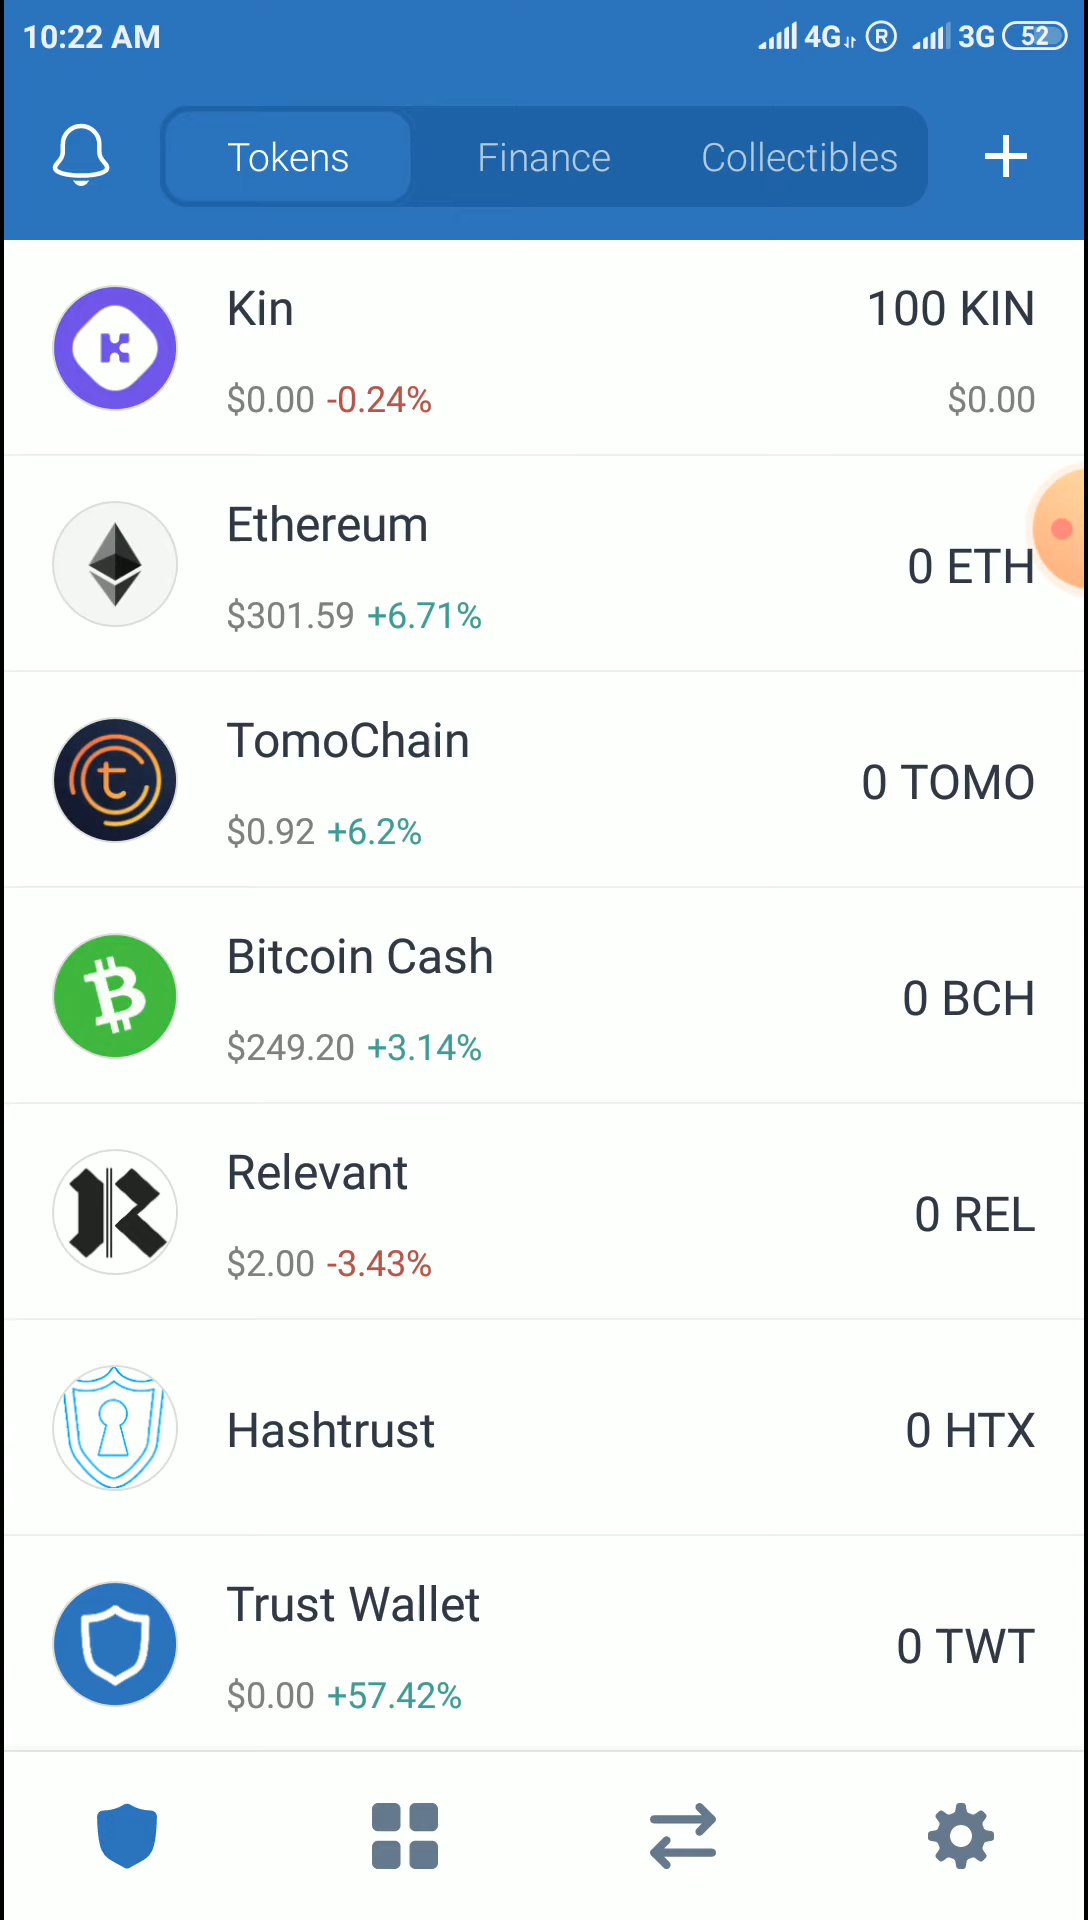 10:22 AM 4G R 3G 52
Tokens Finance Collectibles
Kin 100 KIN
$0.00 -0.24% $0.00
Ethereum
0 ETH
$301.59 +6.71%
TomoChain
0 TOMO
$0.92 +6.2%
Bitcoin Cash
0 BCH
$249.20 +3.14%
Relevant
0 REL
$2.00 -3.43%
Hashtrust 0 HTX
Trust Wallet
0 TWT
$0.00 +57.42%